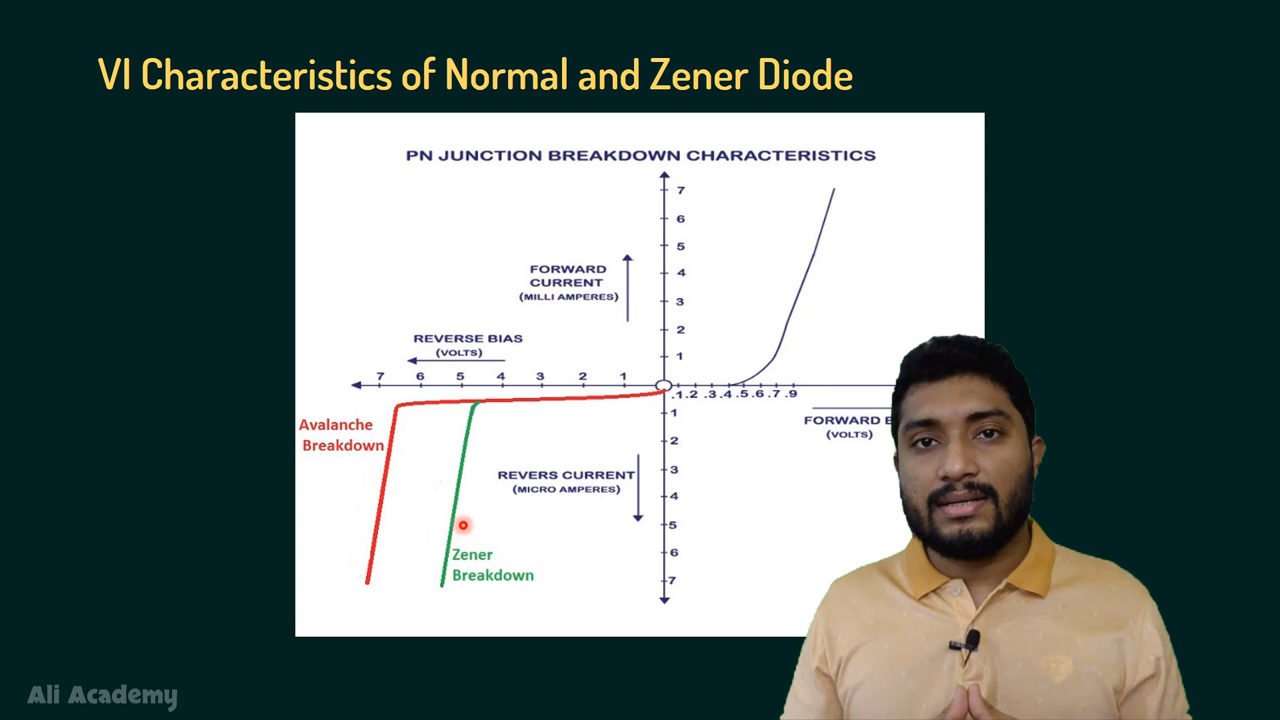 VI Characteristics of Normal and Zener Diode
PN JUNCTION BREAKDOWN CHARACTERISTICS
7
6
5
4
3
2
1
FORWARD
CURRENT
(MILLI AMPERES)
REVERSE BIAS
(VOLTS)
7 6 5 4 3 2 1
.1 .2 .3 .4 .5 .6 .7 .9
FORWARD
(VOLTS)
Avalanche
Breakdown
1
2
3
4
5
6
7
REVERS CURRENT
(MICRO AMPERES)
Zener
Breakdown
Ali Academy